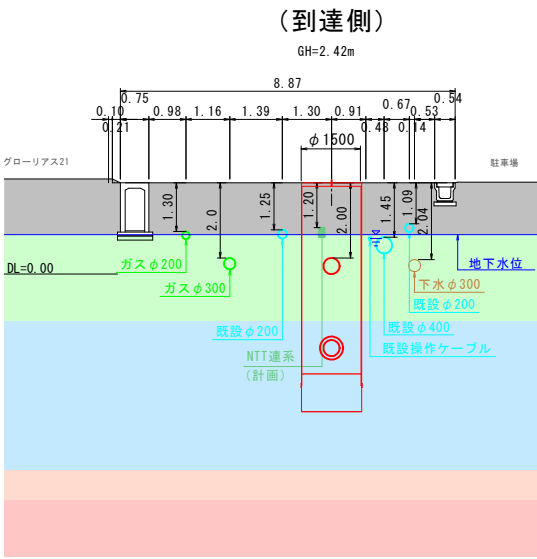 (到達側)
GH=2.42m
8.87
0.75
0.54
0.10
0.98
1.16
1.39
1.30
0.91
0.67
0.53
0.21
0.48
0.14
φ1500
グローリアス21
駐車場
1.30
2.0
1.25
1.20
2.00
1.45
1.09
2.04
DL=0.00
ガスφ200
地下水位
ガスφ300
下水φ300
既設φ200
既設φ200
既設φ400
NTT連系
(計画)
既設操作ケーブル